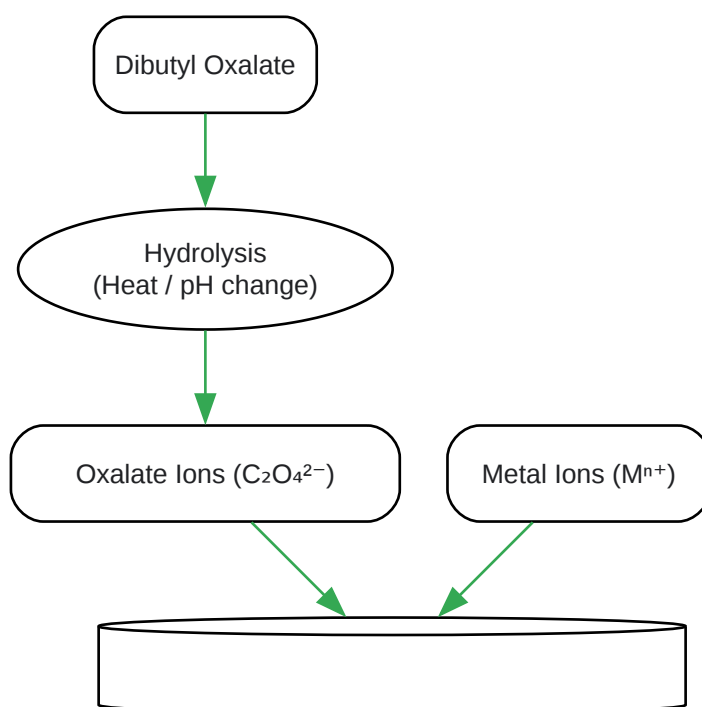 Dibutyl Oxalate
Hydrolysis
(Heat / pH change)
Oxalate Ions (C₂O₄²⁻)
Metal Ions (Mⁿ⁺)